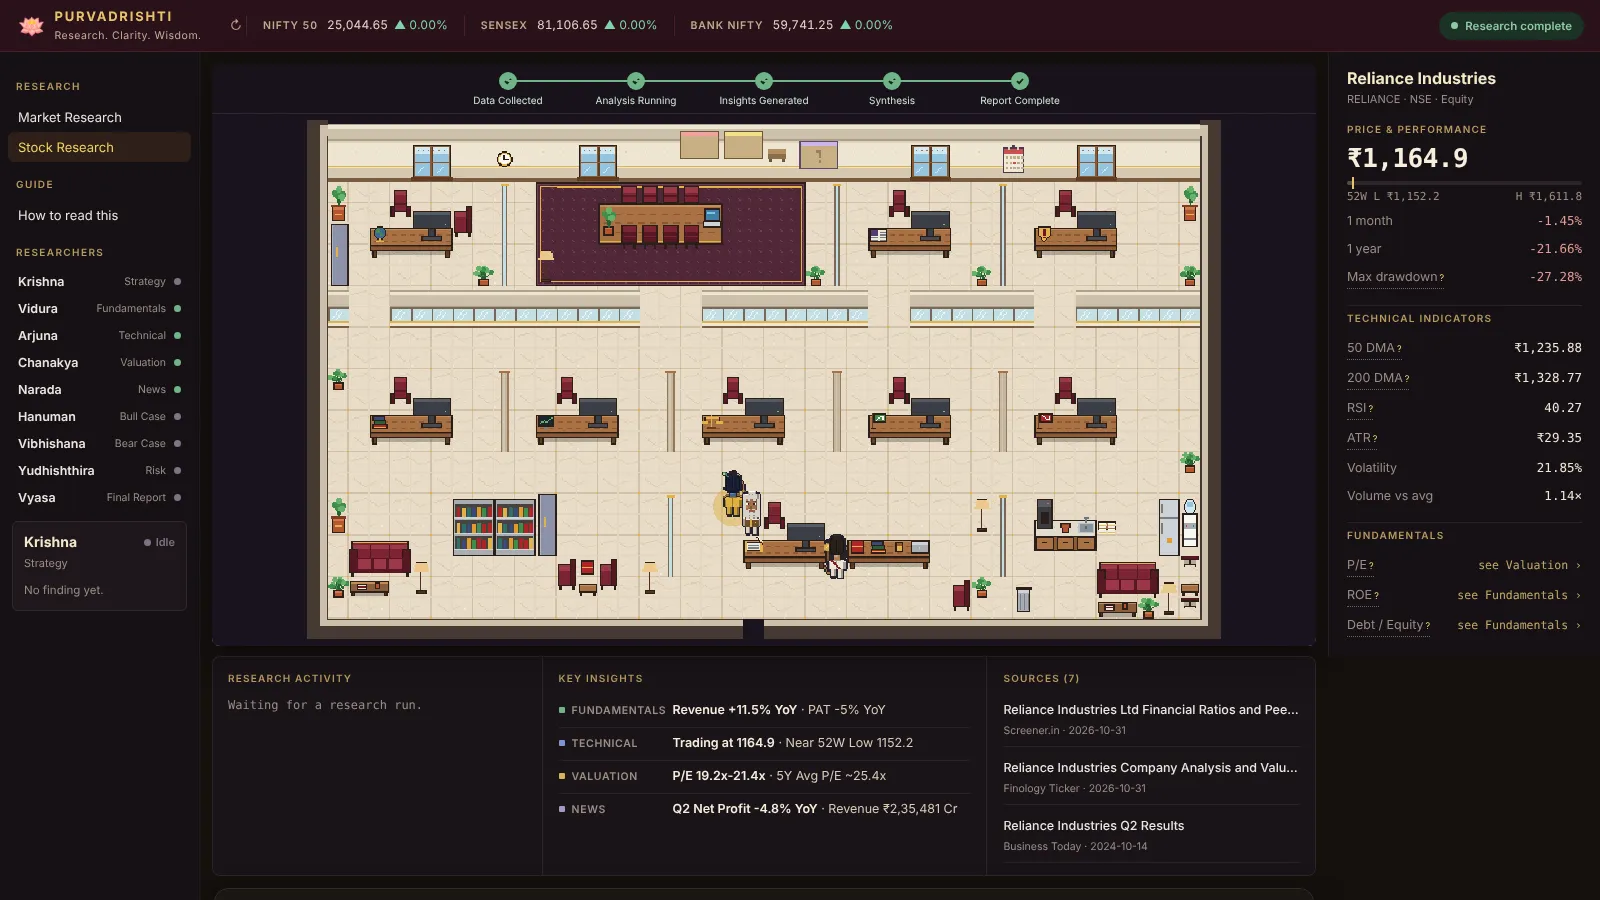 PURVADRISHTI
Research. Clarity. Wisdom.
NIFTY 50 25,044.65 ▲ 0.00%
SENSEX 81,106.65 ▲ 0.00%
BANK NIFTY 59,741.25 ▲ 0.00%
Research complete
RESEARCH
Market Research
Stock Research
GUIDE
How to read this
RESEARCHERS
Krishna Strategy
Vidura Fundamentals
Arjuna Technical
Chanakya Valuation
Narada News
Hanuman Bull Case
Vibhishana Bear Case
Yudhishthira Risk
Vyasa Final Report
Krishna Idle
Strategy
No finding yet.
Data Collected
Analysis Running
Insights Generated
Synthesis
Report Complete
RESEARCH ACTIVITY
Waiting for a research run.
KEY INSIGHTS
FUNDAMENTALS Revenue +11.5% YoY · PAT -5% YoY
TECHNICAL Trading at 1164.9 · Near 52W Low 1152.2
VALUATION P/E 19.2x-21.4x · 5Y Avg P/E ~25.4x
NEWS Q2 Net Profit -4.8% YoY · Revenue ₹2,35,481 Cr
SOURCES (7)
Reliance Industries Ltd Financial Ratios and Pee...
Screener.in · 2026-10-31
Reliance Industries Company Analysis and Valu...
Finology Ticker · 2026-10-31
Reliance Industries Q2 Results
Business Today · 2024-10-14
Reliance Industries
RELIANCE · NSE · Equity
PRICE & PERFORMANCE
₹1,164.9
52W L ₹1,152.2 H ₹1,611.8
1 month -1.45%
1 year -21.66%
Max drawdown? -27.28%
TECHNICAL INDICATORS
50 DMA? ₹1,235.88
200 DMA? ₹1,328.77
RSI? 40.27
ATR? ₹29.35
Volatility 21.85%
Volume vs avg 1.14×
FUNDAMENTALS
P/E? see Valuation ›
ROE? see Fundamentals ›
Debt / Equity? see Fundamentals ›